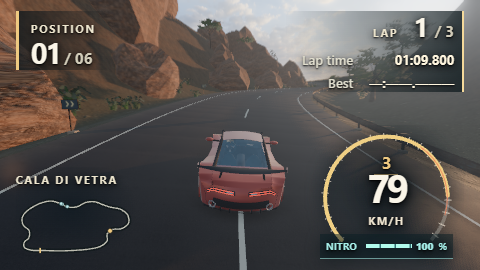 POSITION
01 / 06
LAP 1 / 3
Lap time 01:09.800
Best --:--.---
CALA DI VETRA
3
79
KM/H
NITRO 100 %